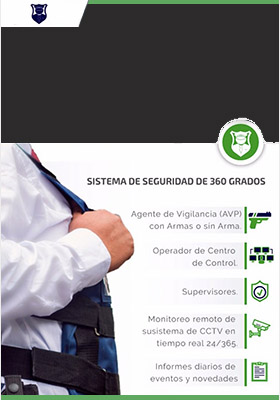 SISTEMA DE SEGURIDAD DE 360 GRADOS
Agente de Vigilancia (AVP)
con Armas o sin Arma.
Operador de Centro
de Control.
Supervisores.
Monitoreo remoto de
susistema de CCTV en
tiempo real 24/365.
Informes diarios de
eventos y novedades